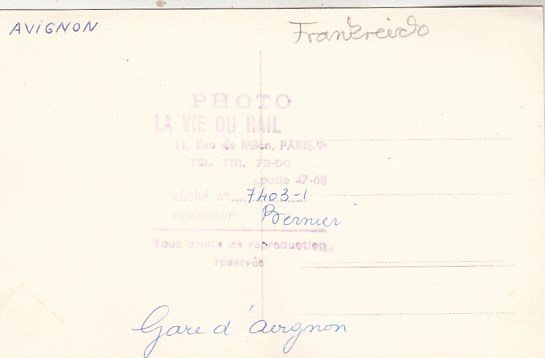 AVIGNON
Frankreich
PHOTO
LA VIE DU RAIL
11, Rue de Milan, PARIS-9e
TEL. TRI. 75-00
poste 47-68
cliché n° 7403-1
opérateur Bernier
Tous droits de reproduction
réservés
Gare d'Avignon